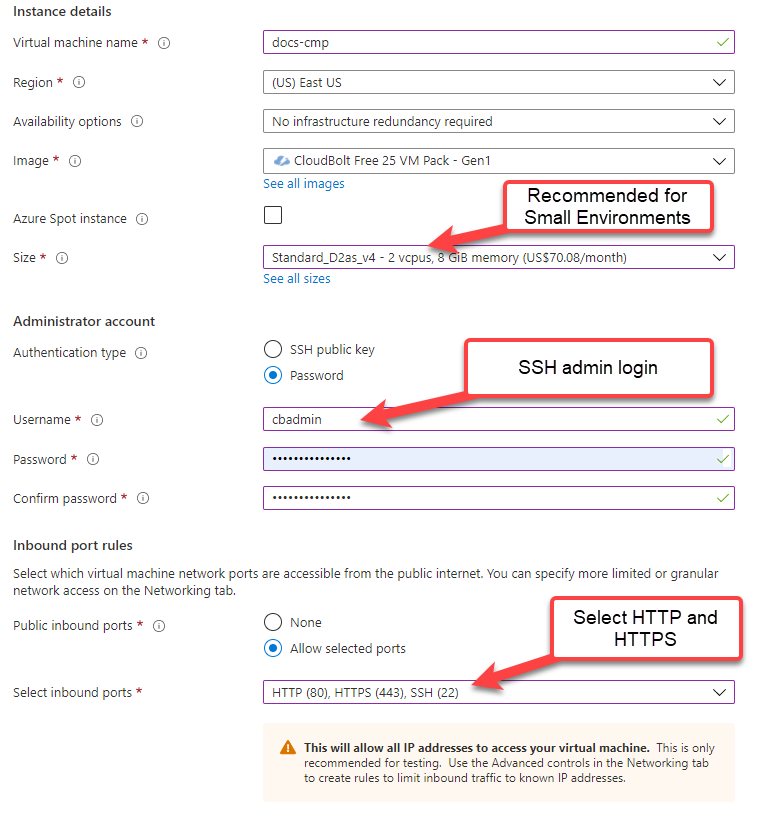 Instance details
Virtual machine name *
docs-cmp
Region *
(US) East US
Availability options
No infrastructure redundancy required
Image *
CloudBolt Free 25 VM Pack - Gen1
See all images
Recommended for
Small Environments
Azure Spot instance
Size *
Standard_D2as_v4 - 2 vcpus, 8 GiB memory (US$70.08/month)
See all sizes
Administrator account
Authentication type
SSH public key
Password
SSH admin login
Username *
cbadmin
Password *
•••••••••••••••
Confirm password *
•••••••••••••••
Inbound port rules
Select which virtual machine network ports are accessible from the public internet. You can specify more limited or granular
network access on the Networking tab.
Public inbound ports *
None
Allow selected ports
Select HTTP and
HTTPS
Select inbound ports *
HTTP (80), HTTPS (443), SSH (22)
This will allow all IP addresses to access your virtual machine. This is only
recommended for testing. Use the Advanced controls in the Networking tab
to create rules to limit inbound traffic to known IP addresses.